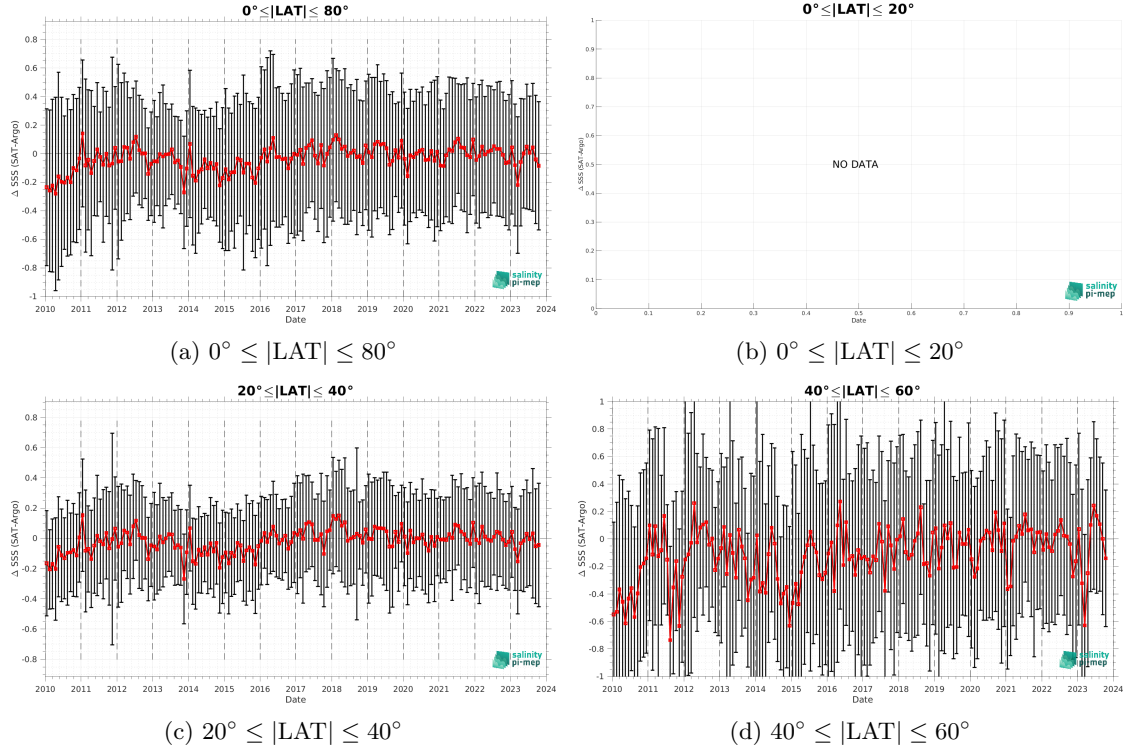 0°≤|LAT|≤ 80°
0.8
0.6
0.4
0.2
0
-0.2
-0.4
-0.6
-0.8
-1
Δ SSS (SAT-Argo)
2010 2011 2012 2013 2014 2015 2016 2017 2018 2019 2020 2021 2022 2023 2024
Date
salinity
pi-mep
(a) 0° ≤ |LAT| ≤ 80°
0°≤|LAT|≤ 20°
1
0.9
0.8
0.7
0.6
0.5
0.4
0.3
0.2
0.1
0
Δ SSS (SAT-Argo)
NO DATA
0 0.1 0.2 0.3 0.4 0.5 0.6 0.7 0.8 0.9 1
Date
salinity
pi-mep
(b) 0° ≤ |LAT| ≤ 20°
20°≤|LAT|≤ 40°
0.8
0.6
0.4
0.2
0
-0.2
-0.4
-0.6
-0.8
Δ SSS (SAT-Argo)
2010 2011 2012 2013 2014 2015 2016 2017 2018 2019 2020 2021 2022 2023 2024
Date
salinity
pi-mep
(c) 20° ≤ |LAT| ≤ 40°
40°≤|LAT|≤ 60°
1
0.8
0.6
0.4
0.2
0
-0.2
-0.4
-0.6
-0.8
-1
Δ SSS (SAT-Argo)
2010 2011 2012 2013 2014 2015 2016 2017 2018 2019 2020 2021 2022 2023 2024
Date
salinity
pi-mep
(d) 40° ≤ |LAT| ≤ 60°